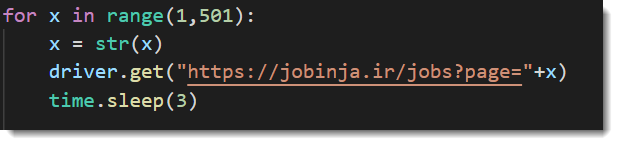 for x in range(1,501):
    x = str(x)
    driver.get("https://jobinja.ir/jobs?page="+x)
    time.sleep(3)